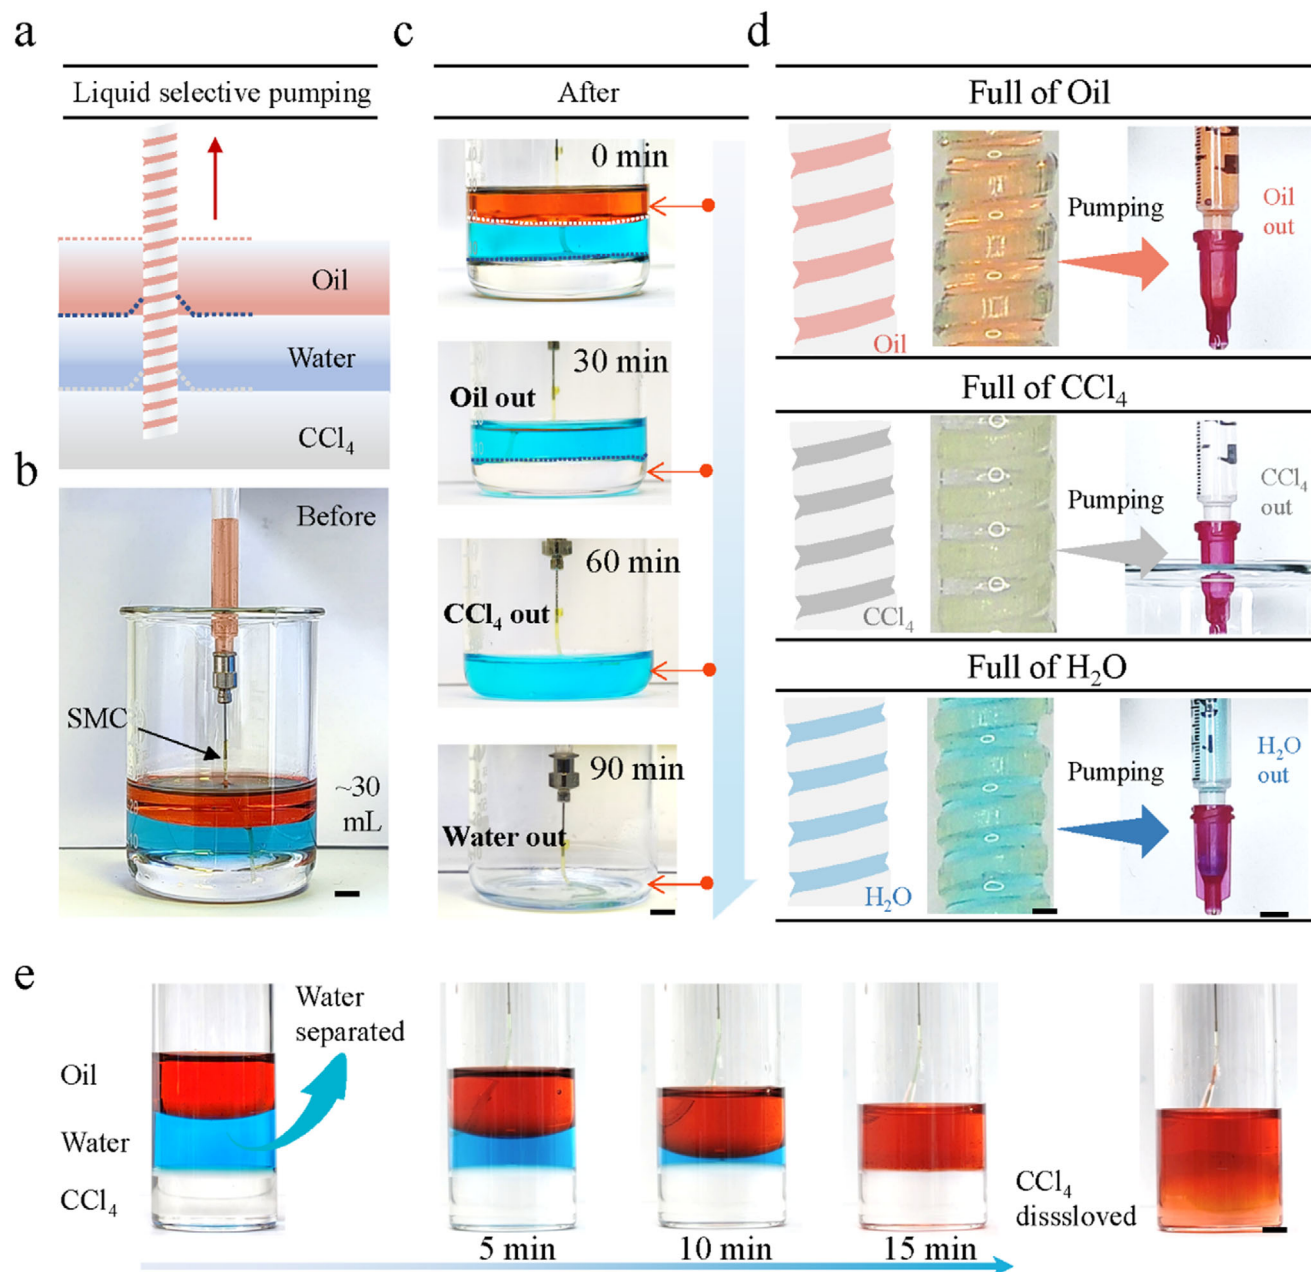 a
Liquid selective pumping
Oil
Water
CCl₄
b
Before
SMC
~30
mL
c
After
0 min
30 min
Oil out
60 min
CCl₄ out
90 min
Water out
d
Full of Oil
Oil
Pumping
Oil
out
Full of CCl₄
CCl₄
Pumping
CCl₄
out
Full of H₂O
H₂O
Pumping
H₂O
out
e
Water
separated
Oil
Water
CCl₄
5 min
10 min
15 min
CCl₄
disssloved